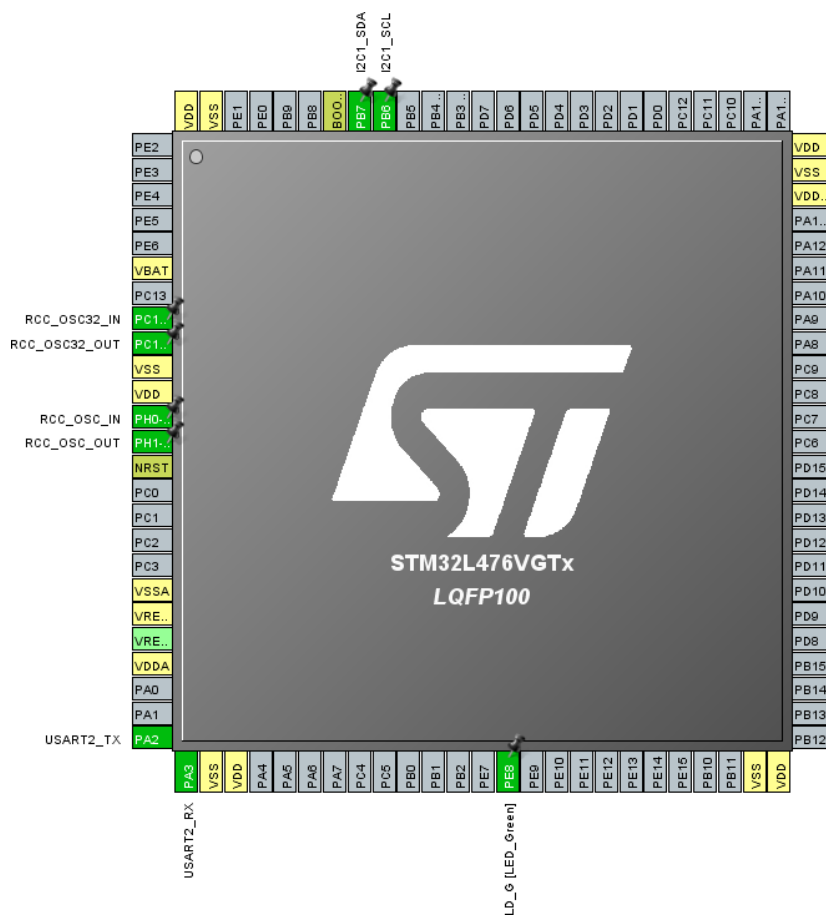 I2C1_SDA
I2C1_SCL
VDD
VSS
PE1
PE0
PB9
PB8
BOO..
PB7
PB6
PB5
PB4..
PB3..
PD7
PD6
PD5
PD4
PD3
PD2
PD1
PD0
PC12
PC11
PC10
PA1..
PA1..
PE2
PE3
PE4
PE5
PE6
VBAT
PC13
RCC_OSC32_IN PC1..
RCC_OSC32_OUT PC1..
VSS
VDD
RCC_OSC_IN PH0-..
RCC_OSC_OUT PH1-..
NRST
PC0
PC1
PC2
PC3
VSSA
VRE..
VRE..
VDDA
PA0
PA1
USART2_TX PA2
STM32L476VGTx
LQFP100
VDD
VSS
VDD..
PA1..
PA12
PA11
PA10
PA9
PA8
PC9
PC8
PC7
PC6
PD15
PD14
PD13
PD12
PD11
PD10
PD9
PD8
PB15
PB14
PB13
PB12
PA3
VSS
VDD
PA4
PA5
PA6
PA7
PC4
PC5
PB0
PB1
PB2
PE7
PE8
PE9
PE10
PE11
PE12
PE13
PE14
PE15
PB10
PB11
VSS
VDD
USART2_RX
LD_G [LED_Green]